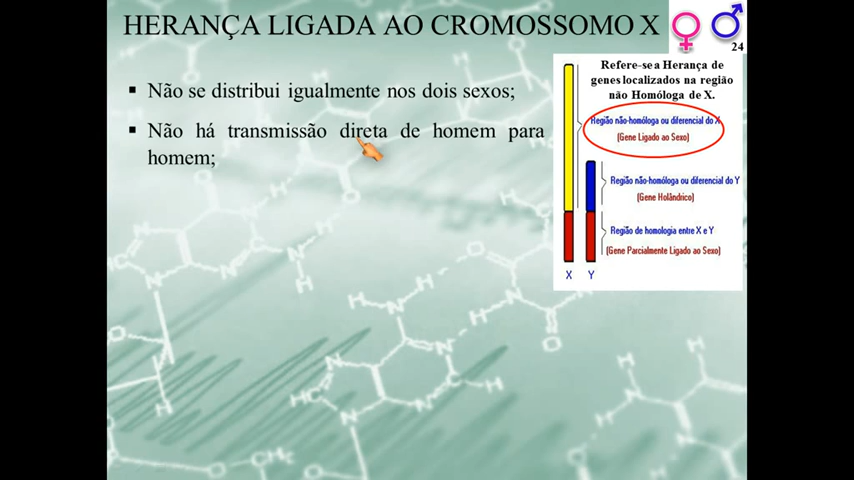 HERANÇA LIGADA AO CROMOSSOMO X
24
▪ Não se distribui igualmente nos dois sexos;
▪ Não há transmissão direta de homem para
homem;
Refere-se a Herança de
genes localizados na região
não Homóloga de X.
Região não-homóloga ou diferencial do X
(Gene Ligado ao Sexo)
Região não-homóloga ou diferencial do Y
(Gene Holândrico)
Região de homologia entre X e Y
(Gene Parcialmente Ligado ao Sexo)
X Y